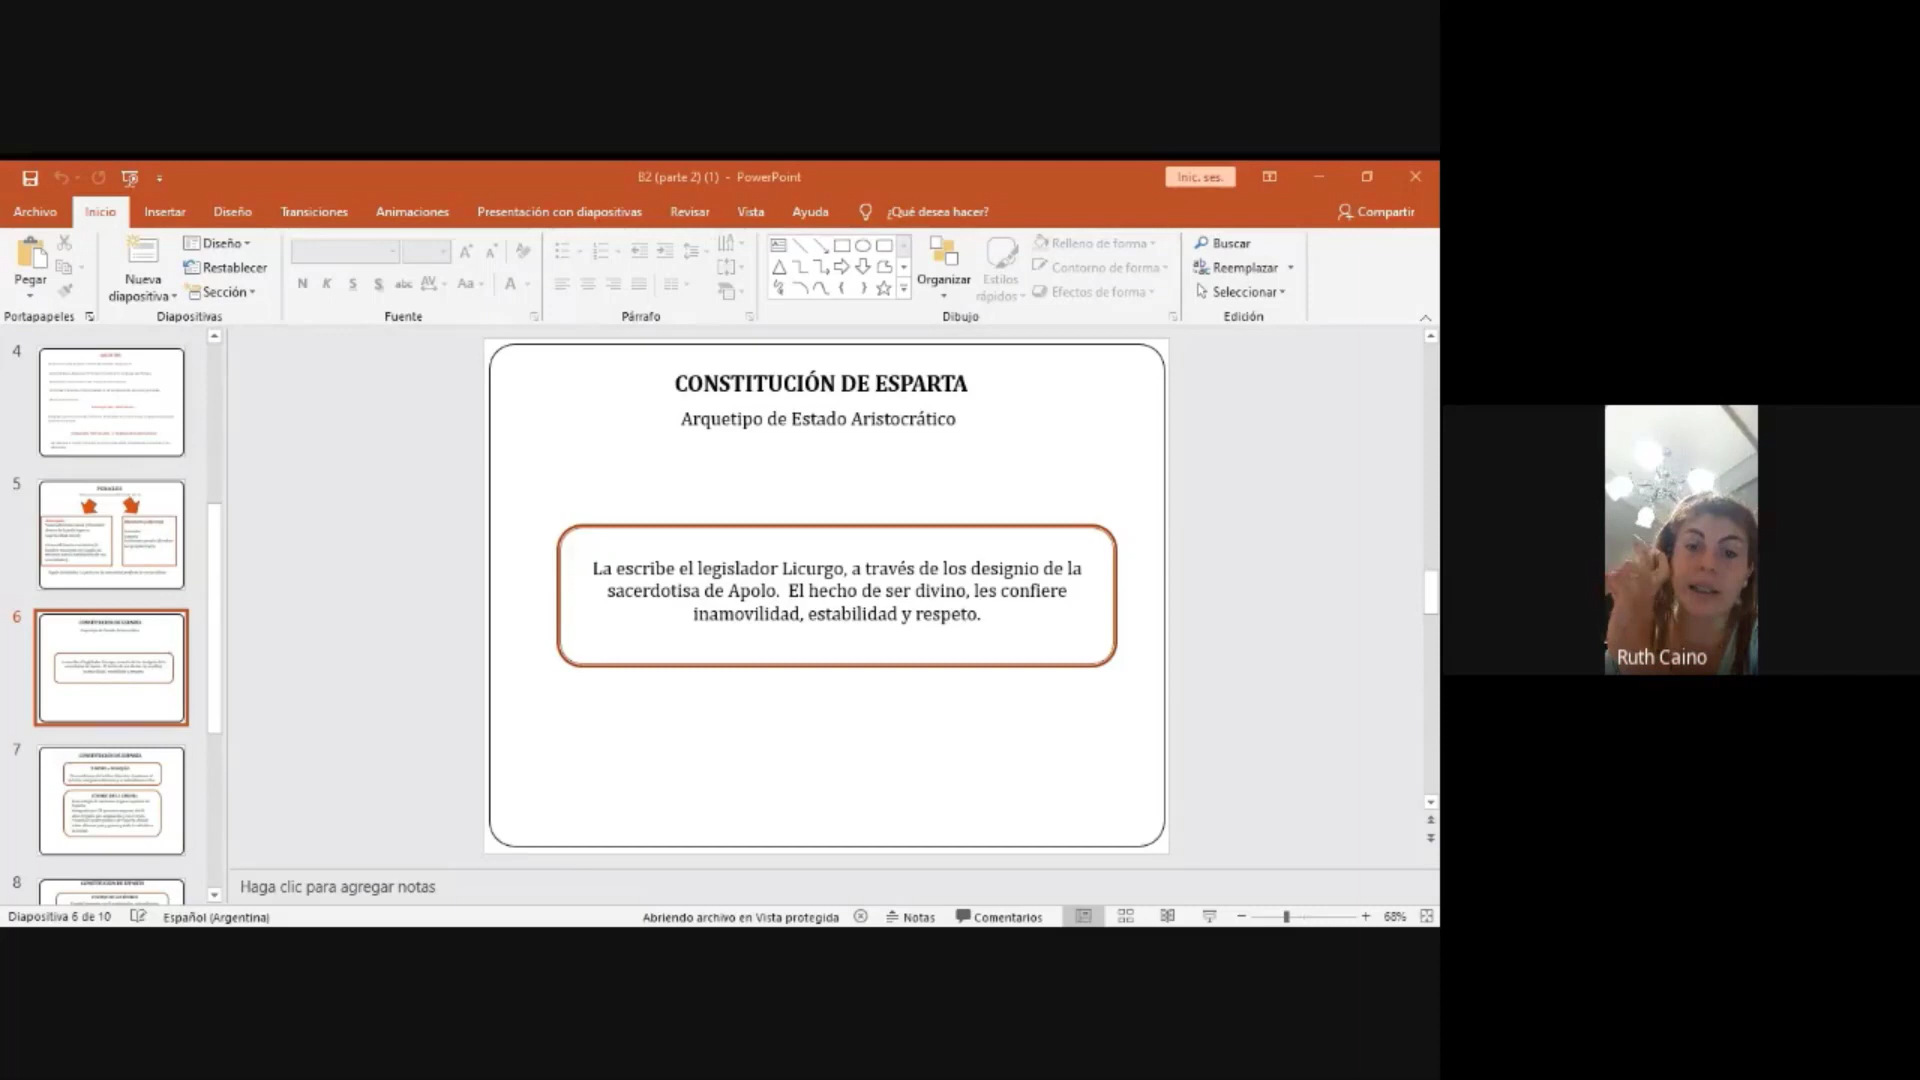 B2 (parte 2) (1) - PowerPoint
Inic. ses.
Archivo Inicio Insertar Diseño Transiciones Animaciones Presentación con diapositivas Revisar Vista Ayuda ¿Qué desea hacer? Compartir
Pegar
Portapapeles
Nueva diapositiva
Diseño
Restablecer
Sección
Diapositivas
N K S S abc AV Aa A
Fuente
Párrafo
Organizar
Estilos rápidos
Relleno de forma
Contorno de forma
Efectos de forma
Dibujo
Buscar
Reemplazar
Seleccionar
Edición
4
5
6
7
8
CONSTITUCIÓN DE ESPARTA
Arquetipo de Estado Aristocrático
La escribe el legislador Licurgo, a través de los designio de la
sacerdotisa de Apolo. El hecho de ser divino, les confiere
inamovilidad, estabilidad y respeto.
Haga clic para agregar notas
Diapositiva 6 de 10 Español (Argentina) Abriendo archivo en Vista protegida Notas Comentarios 68%
Ruth Caino